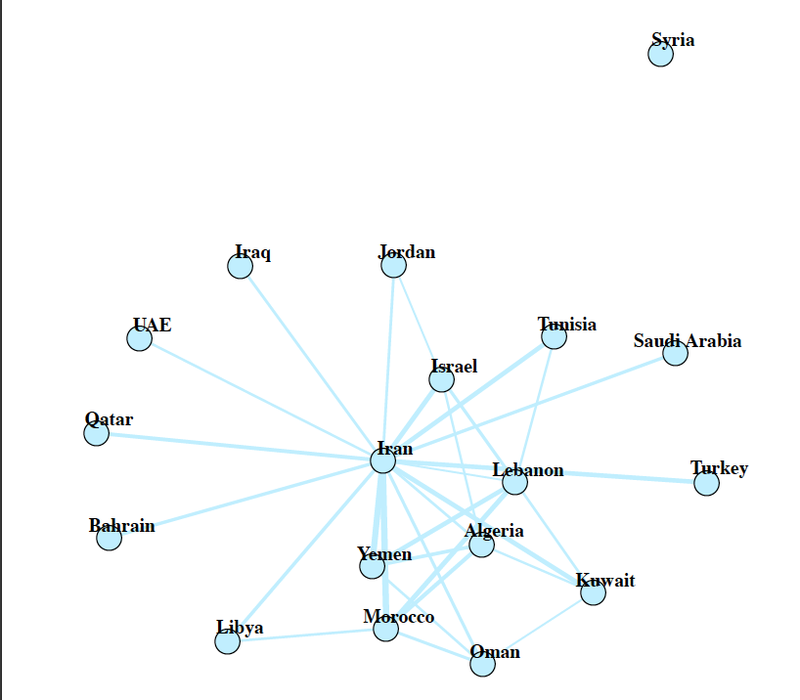 Syria
Iraq
Jordan
UAE
Tunisia
Saudi Arabia
Israel
Qatar
Iran
Lebanon
Turkey
Bahrain
Algeria
Yemen
Kuwait
Morocco
Libya
Oman